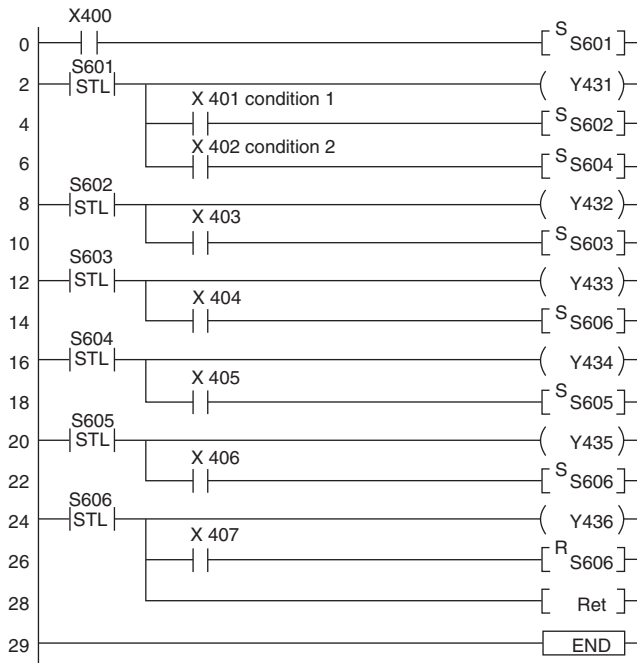 X400
0 S S601
S601
2 STL Y431
X 401 condition 1
4 S S602
X 402 condition 2
6 S S604
S602
8 STL Y432
X 403
10 S S603
S603
12 STL Y433
X 404
14 S S606
S604
16 STL Y434
X 405
18 S S605
S605
20 STL Y435
X 406
22 S S606
S606
24 STL Y436
X 407
26 R S606
28 Ret
29 END